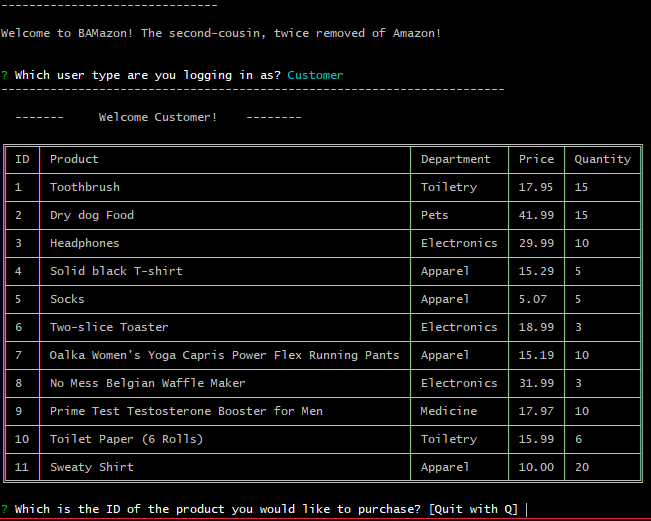 ------------------------------
Welcome to BAMazon! The second-cousin, twice removed of Amazon!
? Which user type are you logging in as? Customer
------------------------------------------------------------------------
------- Welcome Customer! --------
ID Product Department Price Quantity
1 Toothbrush Toiletry 17.95 15
2 Dry dog Food Pets 41.99 15
3 Headphones Electronics 29.99 10
4 Solid black T-shirt Apparel 15.29 5
5 Socks Apparel 5.07 5
6 Two-slice Toaster Electronics 18.99 3
7 Oalka Women's Yoga Capris Power Flex Running Pants Apparel 15.19 10
8 No Mess Belgian Waffle Maker Electronics 31.99 3
9 Prime Test Testosterone Booster for Men Medicine 17.97 10
10 Toilet Paper (6 Rolls) Toiletry 15.99 6
11 Sweaty Shirt Apparel 10.00 20
? Which is the ID of the product you would like to purchase? [Quit with Q]